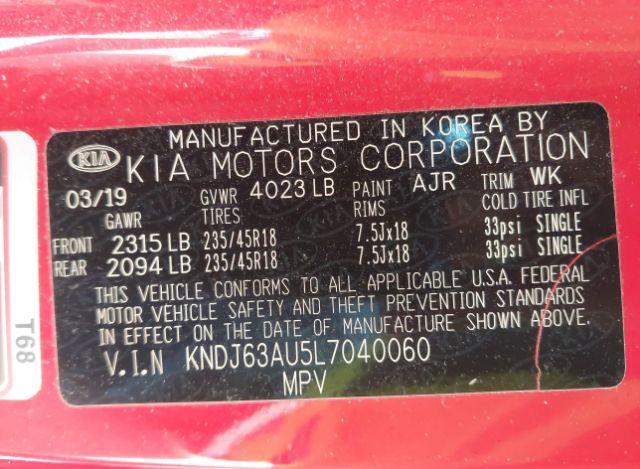 MANUFACTURED IN KOREA BY
KIA KIA MOTORS CORPORATION
03/19 GVWR 4023 LB PAINT AJR TRIM WK
GAWR TIRES RIMS COLD TIRE INFL
FRONT 2315 LB 235/45R18 7.5Jx18 33psi SINGLE
REAR 2094 LB 235/45R18 7.5Jx18 33psi SINGLE
THIS VEHICLE CONFORMS TO ALL APPLICABLE U.S.A. FEDERAL
MOTOR VEHICLE SAFETY AND THEFT PREVENTION STANDARDS
IN EFFECT ON THE DATE OF MANUFACTURE SHOWN ABOVE.
V.I.N KNDJ63AU5L7040060
MPV
T68